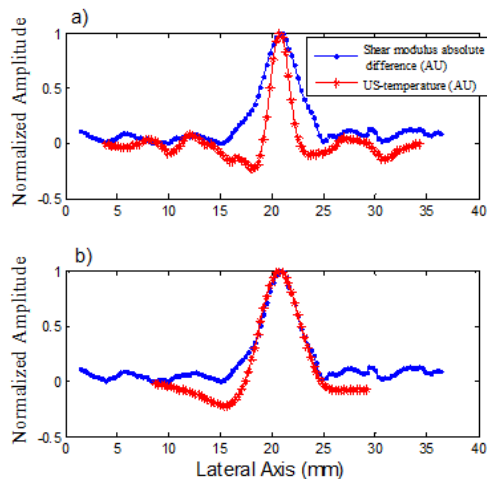 a)
Normalized Amplitude
1
0.5
0
-0.5
Shear modulus absolute
difference (AU)
US-temperature (AU)
0 5 10 15 20 25 30 35 40
b)
Normalized Amplitude
1
0.5
0
-0.5
0 5 10 15 20 25 30 35 40
Lateral Axis (mm)